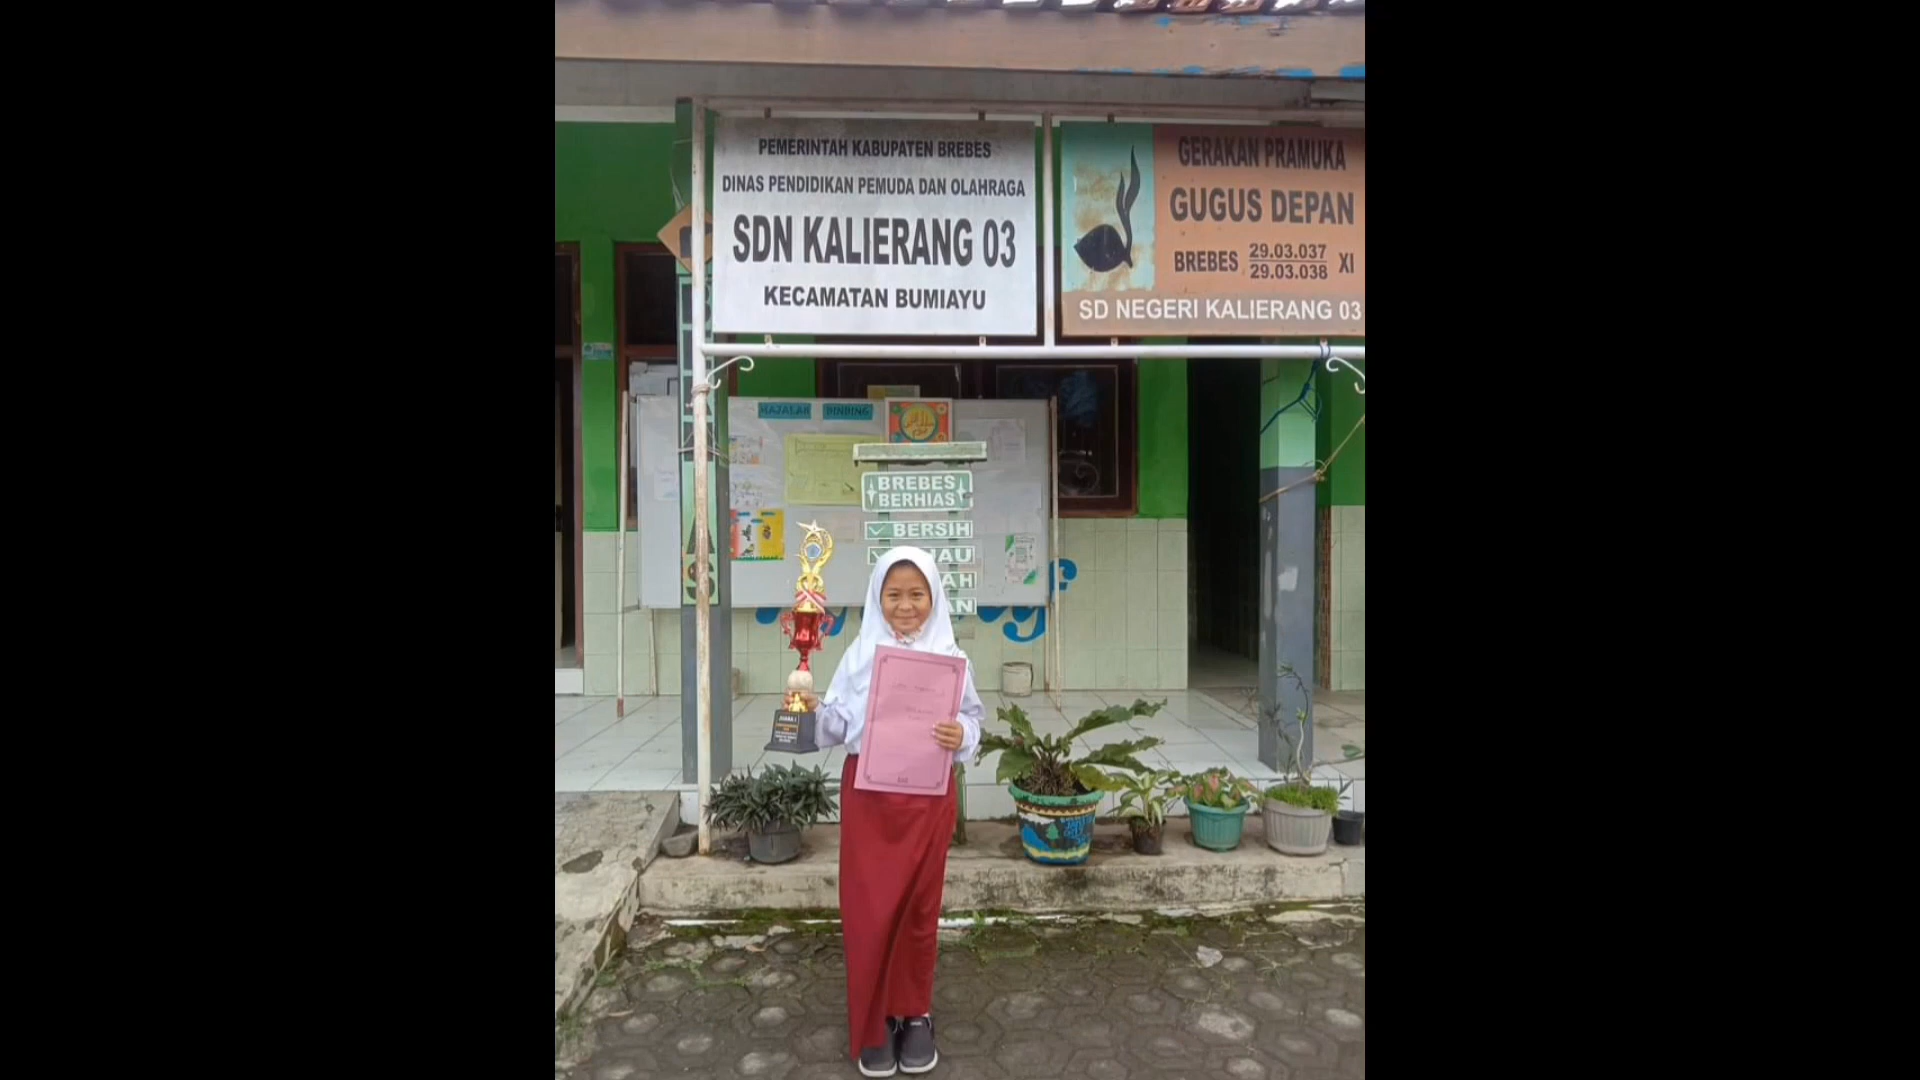 PEMERINTAH KABUPATEN BREBES
DINAS PENDIDIKAN PEMUDA DAN OLAHRAGA
SDN KALIERANG 03
KECAMATAN BUMIAYU
GERAKAN PRAMUKA
GUGUS DEPAN
BREBES 29.03.037 XI
29.03.038
SD NEGERI KALIERANG 03
MAJALAH DINDING
BREBES
BERHIAS
BERSIH
JUARA I